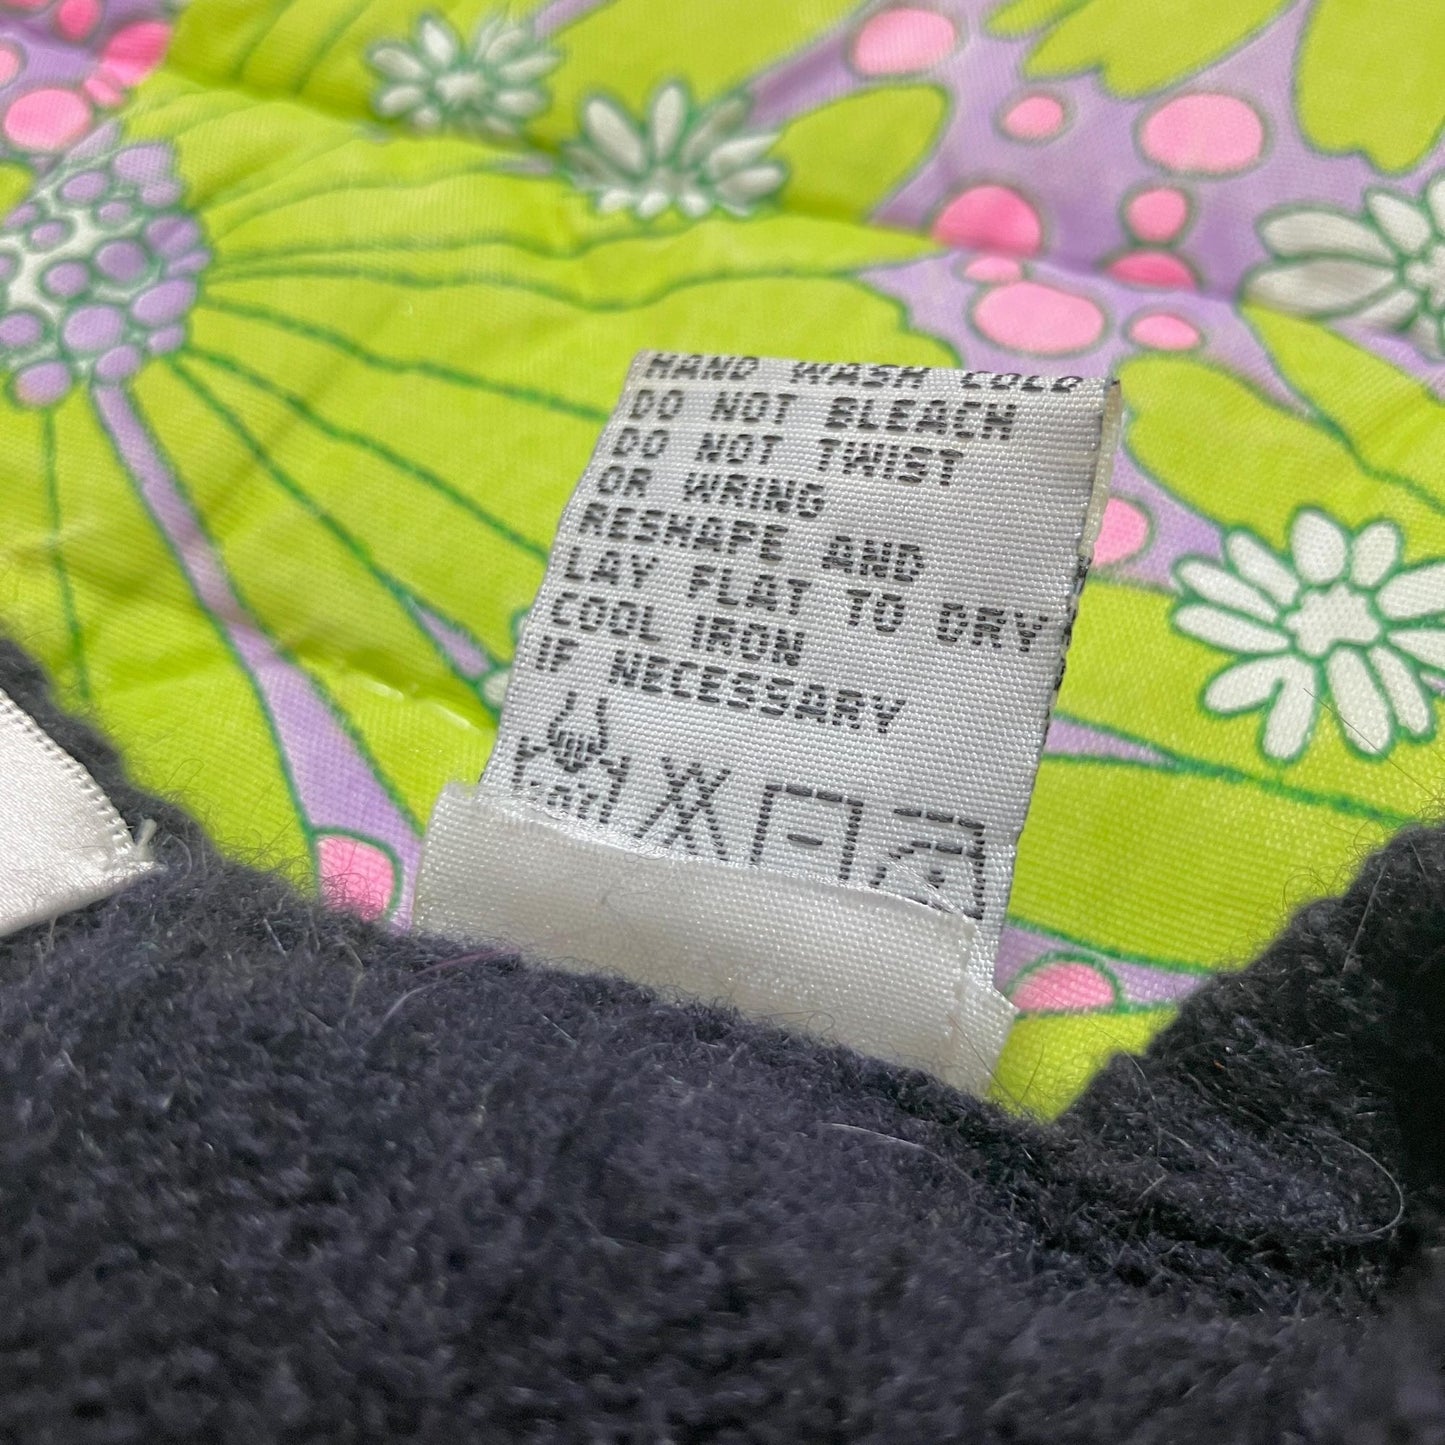 HAND WASH COLD
DO NOT BLEACH
DO NOT TWIST
OR WRING
RESHAPE AND
LAY FLAT TO DRY
COOL IRON
IF NECESSARY